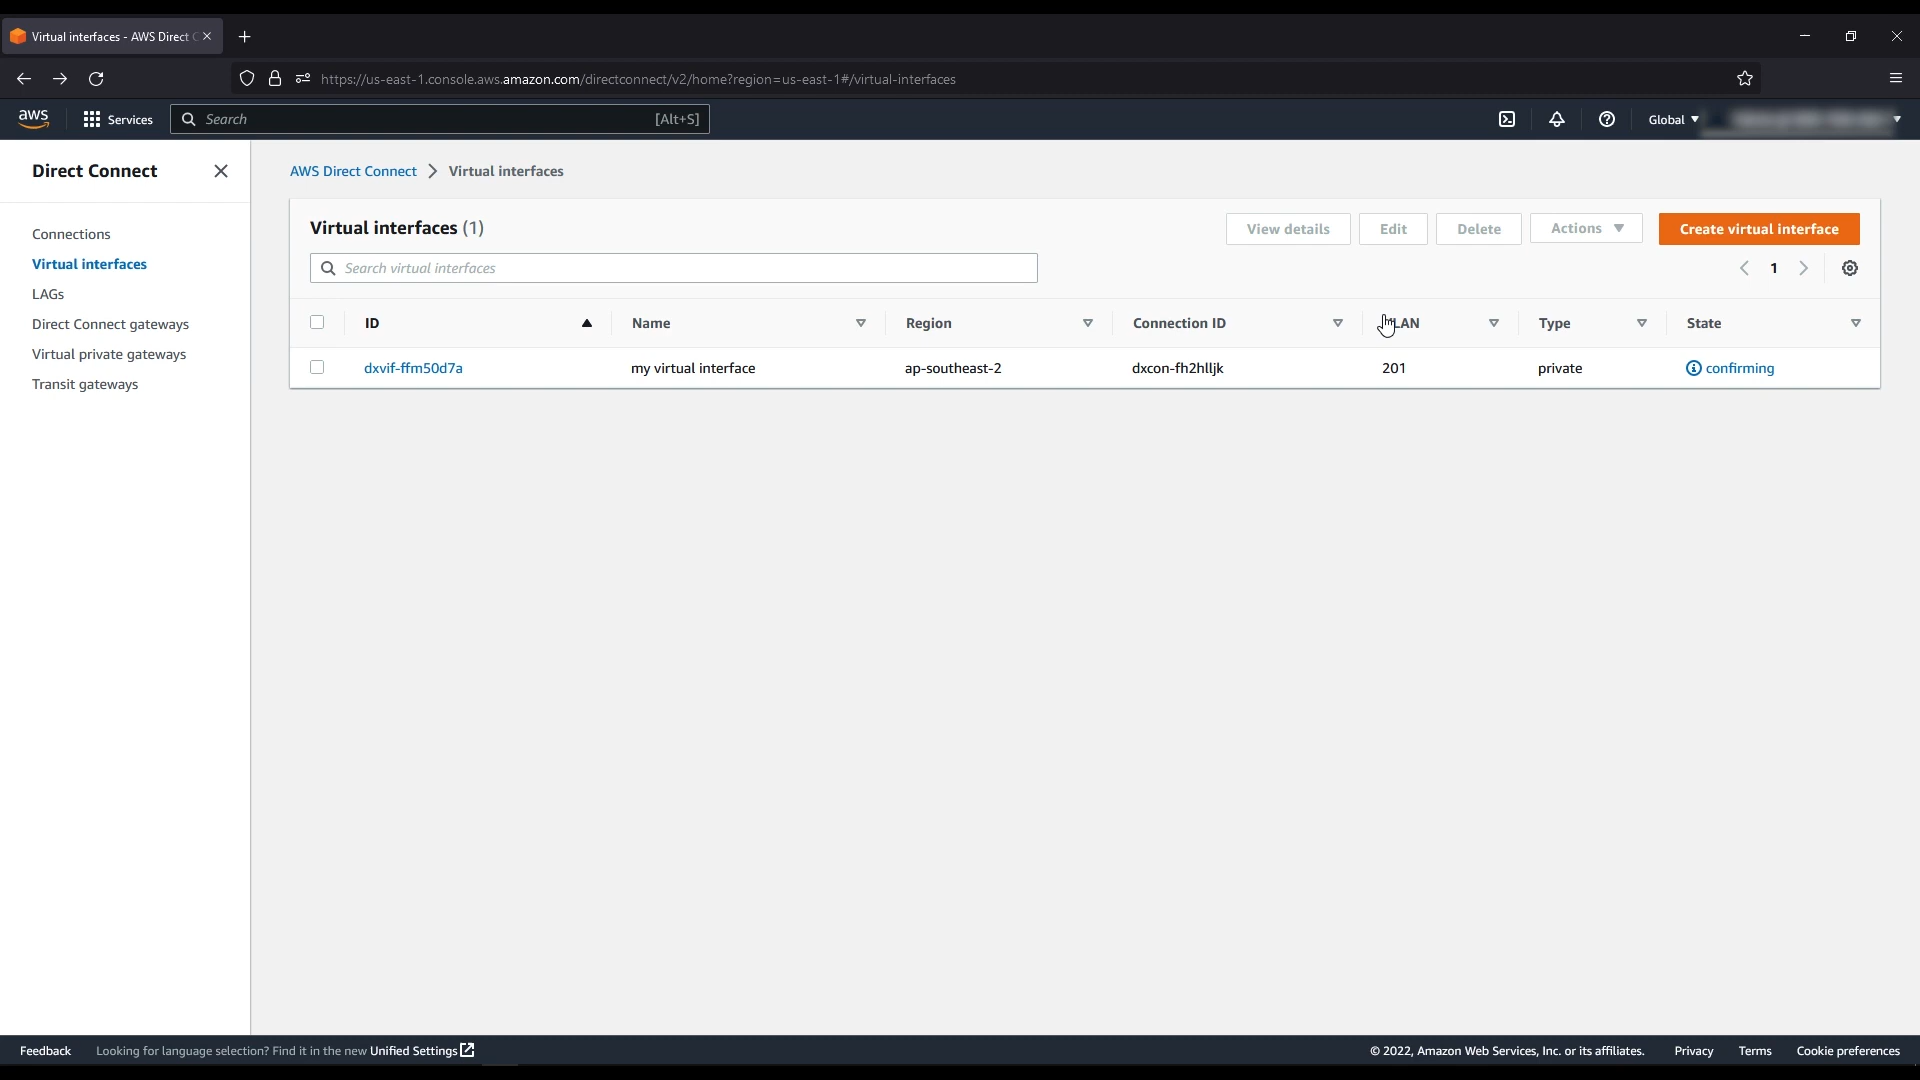 Virtual interfaces - AWS Direct C
https://us-east-1.console.aws.amazon.com/directconnect/v2/home?region=us-east-1#/virtual-interfaces
aws Services Search [Alt+S] Global
Direct Connect
Connections
Virtual interfaces
LAGs
Direct Connect gateways
Virtual private gateways
Transit gateways
AWS Direct Connect > Virtual interfaces
Virtual interfaces (1) View details Edit Delete Actions Create virtual interface
Search virtual interfaces 1
ID Name Region Connection ID Type State
dxvif-ffm50d7a my virtual interface ap-southeast-2 dxcon-fh2hlljk 201 private confirming
Feedback Looking for language selection? Find it in the new Unified Settings © 2022, Amazon Web Services, Inc. or its affiliates. Privacy Terms Cookie preferences